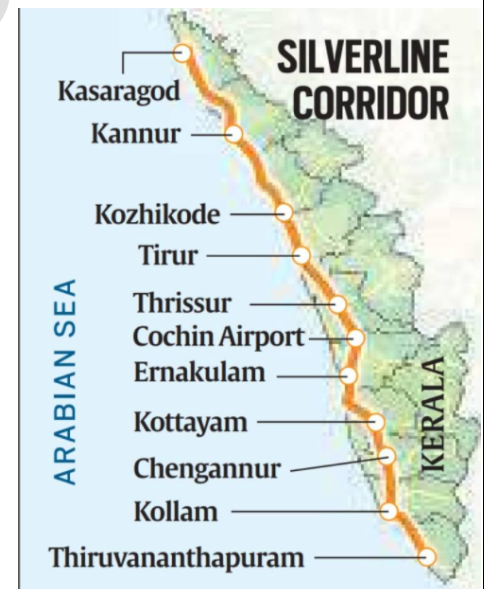 SILVERLINE
CORRIDOR
Kasaragod
Kannur
Kozhikode
Tirur
Thrissur
Cochin Airport
Ernakulam
Kottayam
Chengannur
Kollam
Thiruvananthapuram
ARABIAN SEA
KERALA